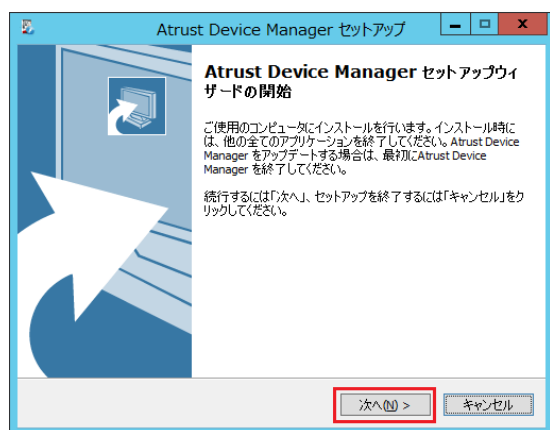 Atrust Device Manager セットアップ
Atrust Device Manager セットアップウィ
ザードの開始
ご使用のコンピュータにインストールを行います。インストール時に
は、他の全てのアプリケーションを終了してください。Atrust Device
Manager をアップデートする場合は、最初にAtrust Device
Manager を終了してください。
続行するには「次へ」、セットアップを終了するには「キャンセル」をク
リックしてください。
次へ(N) >
キャンセル